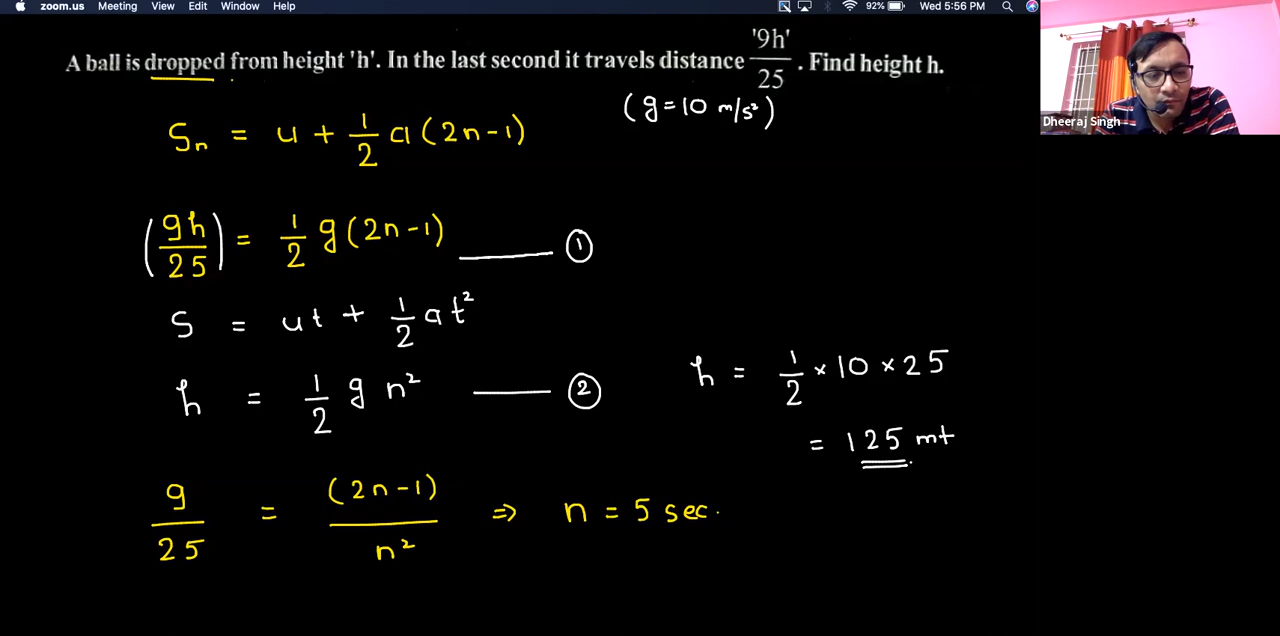 zoom.us Meeting View Edit Window Help 92% Wed 5:56 PM
A ball is dropped from height 'h'. In the last second it travels distance '9h'/25 . Find height h.
(g = 10 m/s²)
Sn = u + 1/2 a (2n-1)
(9h/25) = 1/2 g (2n-1) ——— ①
S = ut + 1/2 at²
h = 1/2 g n² ——— ②
9/25 = (2n-1)/n² ⇒ n = 5 sec.
h = 1/2 × 10 × 25
= 125 mt
Dheeraj Singh